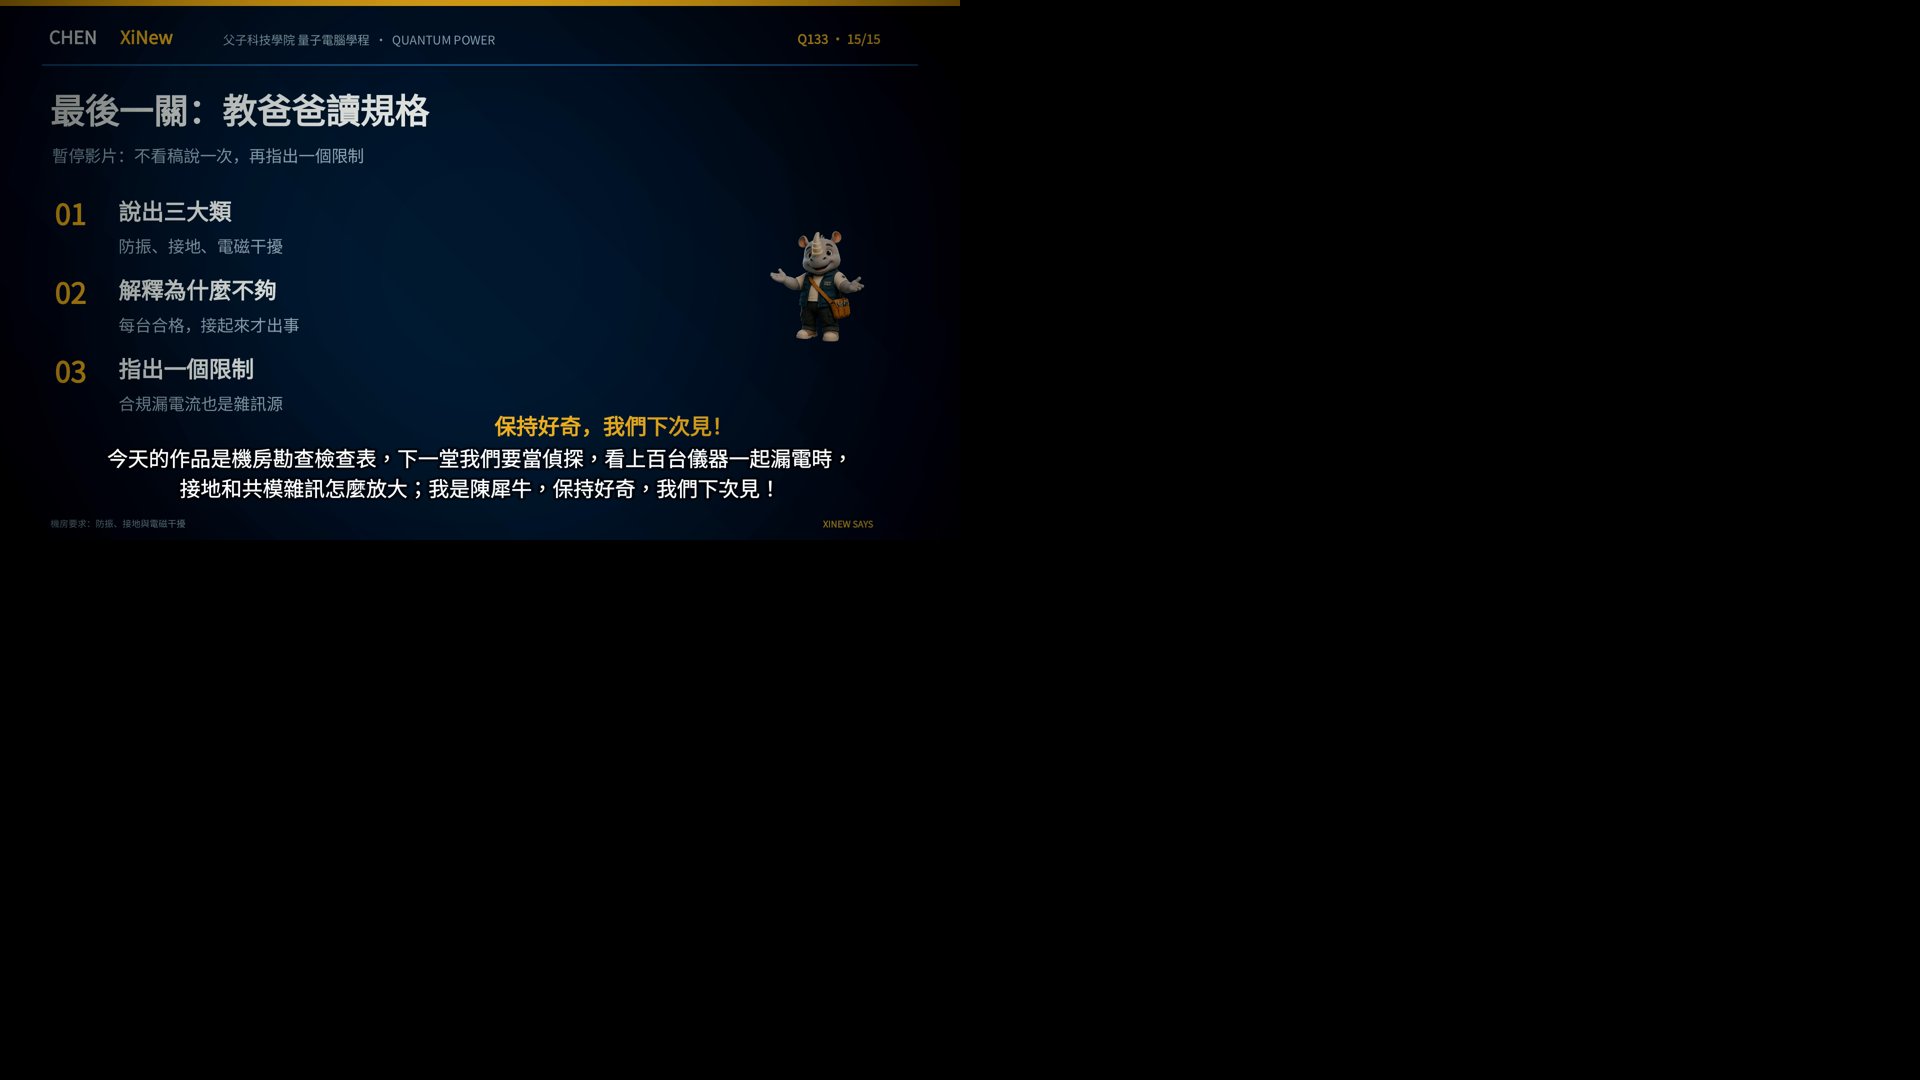 CHEN XiNew 父子科技學院 量子電腦學程 • QUANTUM POWER Q133 • 15/15
最後一關：教爸爸讀規格
暫停影片：不看稿說一次，再指出一個限制
01 說出三大類
防振、接地、電磁干擾
02 解釋為什麼不夠
每台合格，接起來才出事
03 指出一個限制
合規漏電流也是雜訊源
保持好奇，我們下次見！
今天的作品是機房勘查檢查表，下一堂我們要當偵探，看上百台儀器一起漏電時，
接地和共模雜訊怎麼放大；我是陳犀牛，保持好奇，我們下次見！
機房要求：防振、接地與電磁干擾 XINEW SAYS